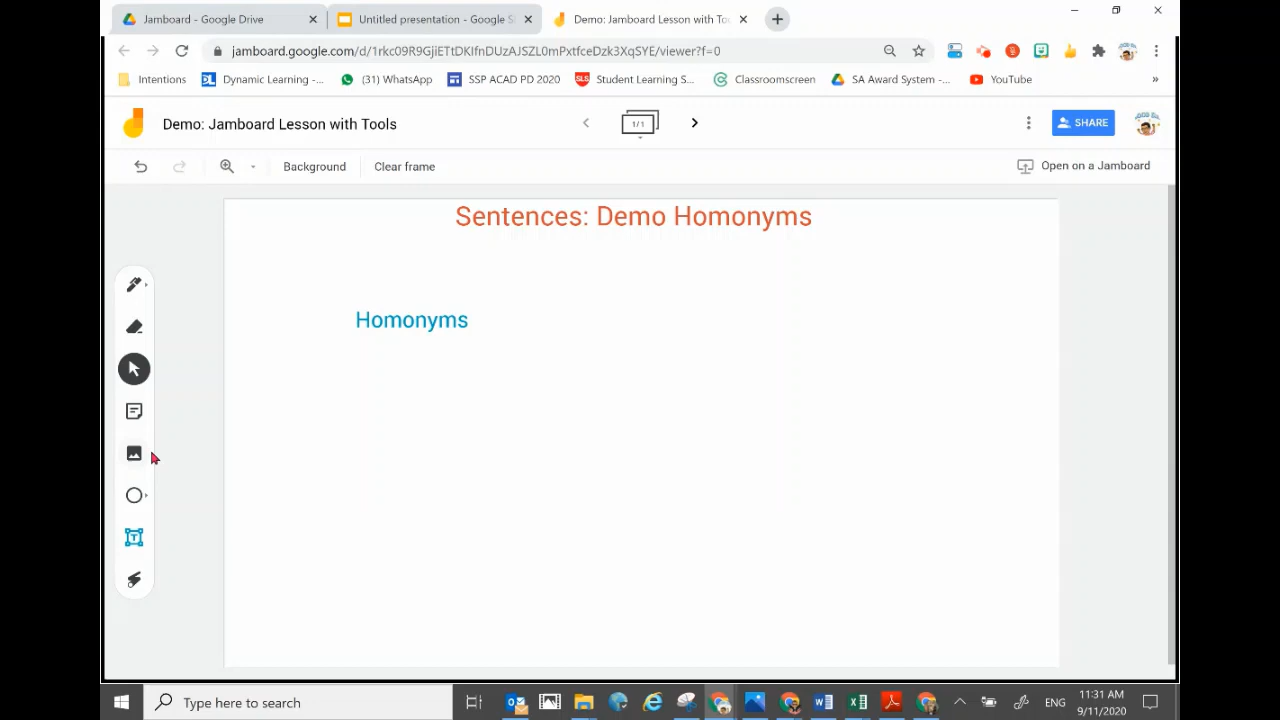 Jamboard - Google Drive
Untitled presentation - Google S
Demo: Jamboard Lesson with To
jamboard.google.com/d/1rkc09R9GjiETtDKIfnDUzAJSZL0mPxtfceDzk3XqSYE/viewer?f=0
Intentions
Dynamic Learning -...
(31) WhatsApp
SSP ACAD PD 2020
Student Learning S...
Classroomscreen
SA Award System -...
YouTube
»
Demo: Jamboard Lesson with Tools
1/1
SHARE
Background
Clear frame
Open on a Jamboard
Sentences: Demo Homonyms
Homonyms
Type here to search
ENG
11:31 AM
9/11/2020